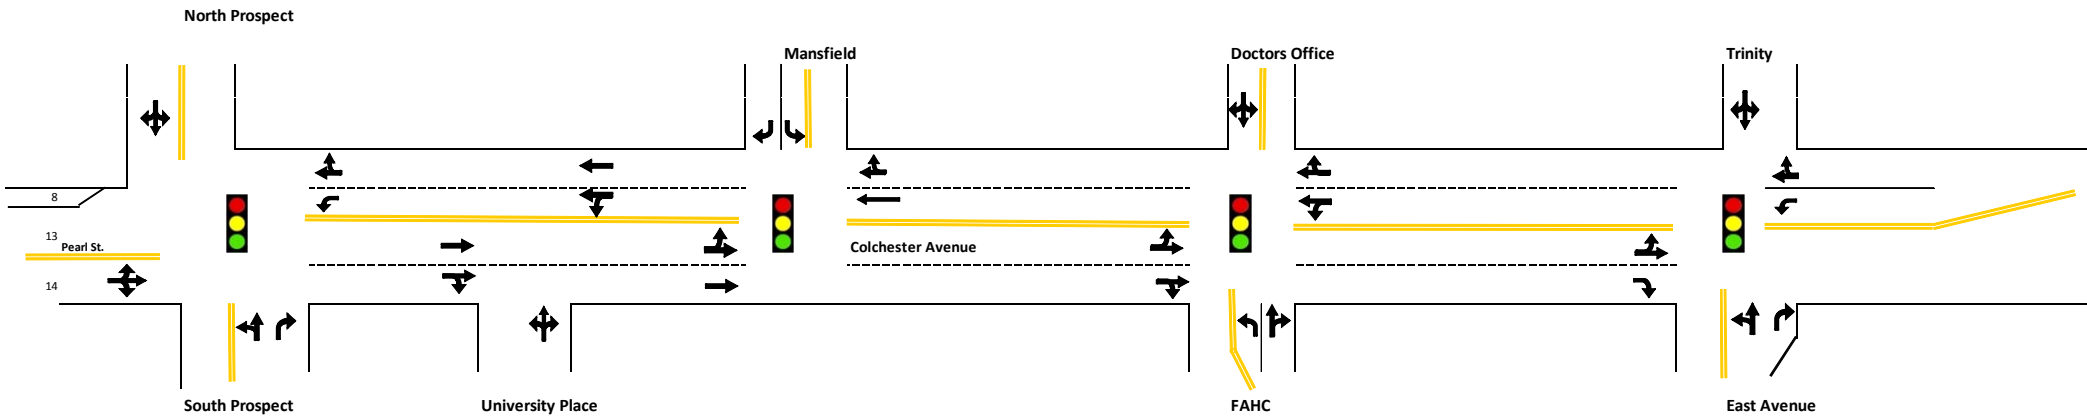 North Prospect
Mansfield
Doctors Office
Trinity
8
13
Pearl St.
Colchester Avenue
14
South Prospect
University Place
FAHC
East Avenue